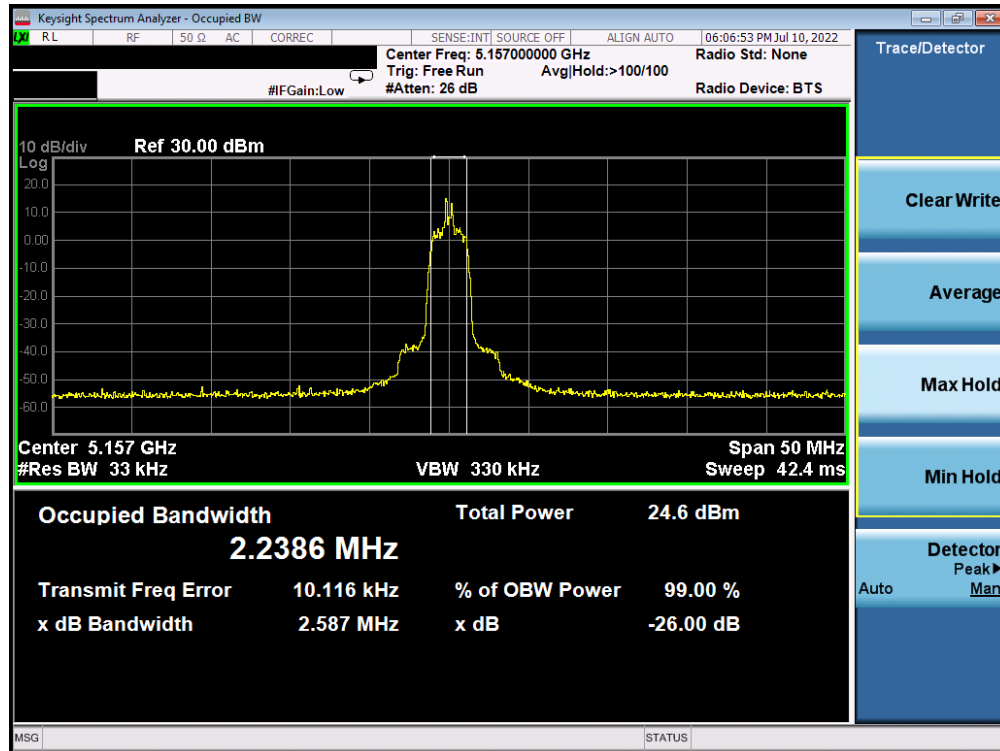 Keysight Spectrum Analyzer - Occupied BW
LXI RL RF 50 Ω AC CORREC SENSE:INT SOURCE OFF ALIGN AUTO 06:06:53 PM Jul 10, 2022
Center Freq: 5.157000000 GHz Radio Std: None
Trig: Free Run Avg|Hold:>100/100
#IFGain:Low #Atten: 26 dB Radio Device: BTS
Trace/Detector
10 dB/div Ref 30.00 dBm
Log
20.0
10.0
0.00
-10.0
-20.0
-30.0
-40.0
-50.0
-60.0
Center 5.157 GHz Span 50 MHz
#Res BW 33 kHz VBW 330 kHz Sweep 42.4 ms
Occupied Bandwidth Total Power 24.6 dBm
2.2386 MHz
Transmit Freq Error 10.116 kHz % of OBW Power 99.00 %
x dB Bandwidth 2.587 MHz x dB -26.00 dB
Clear Write
Average
Max Hold
Min Hold
Detector
Peak▶
Auto Man
MSG STATUS